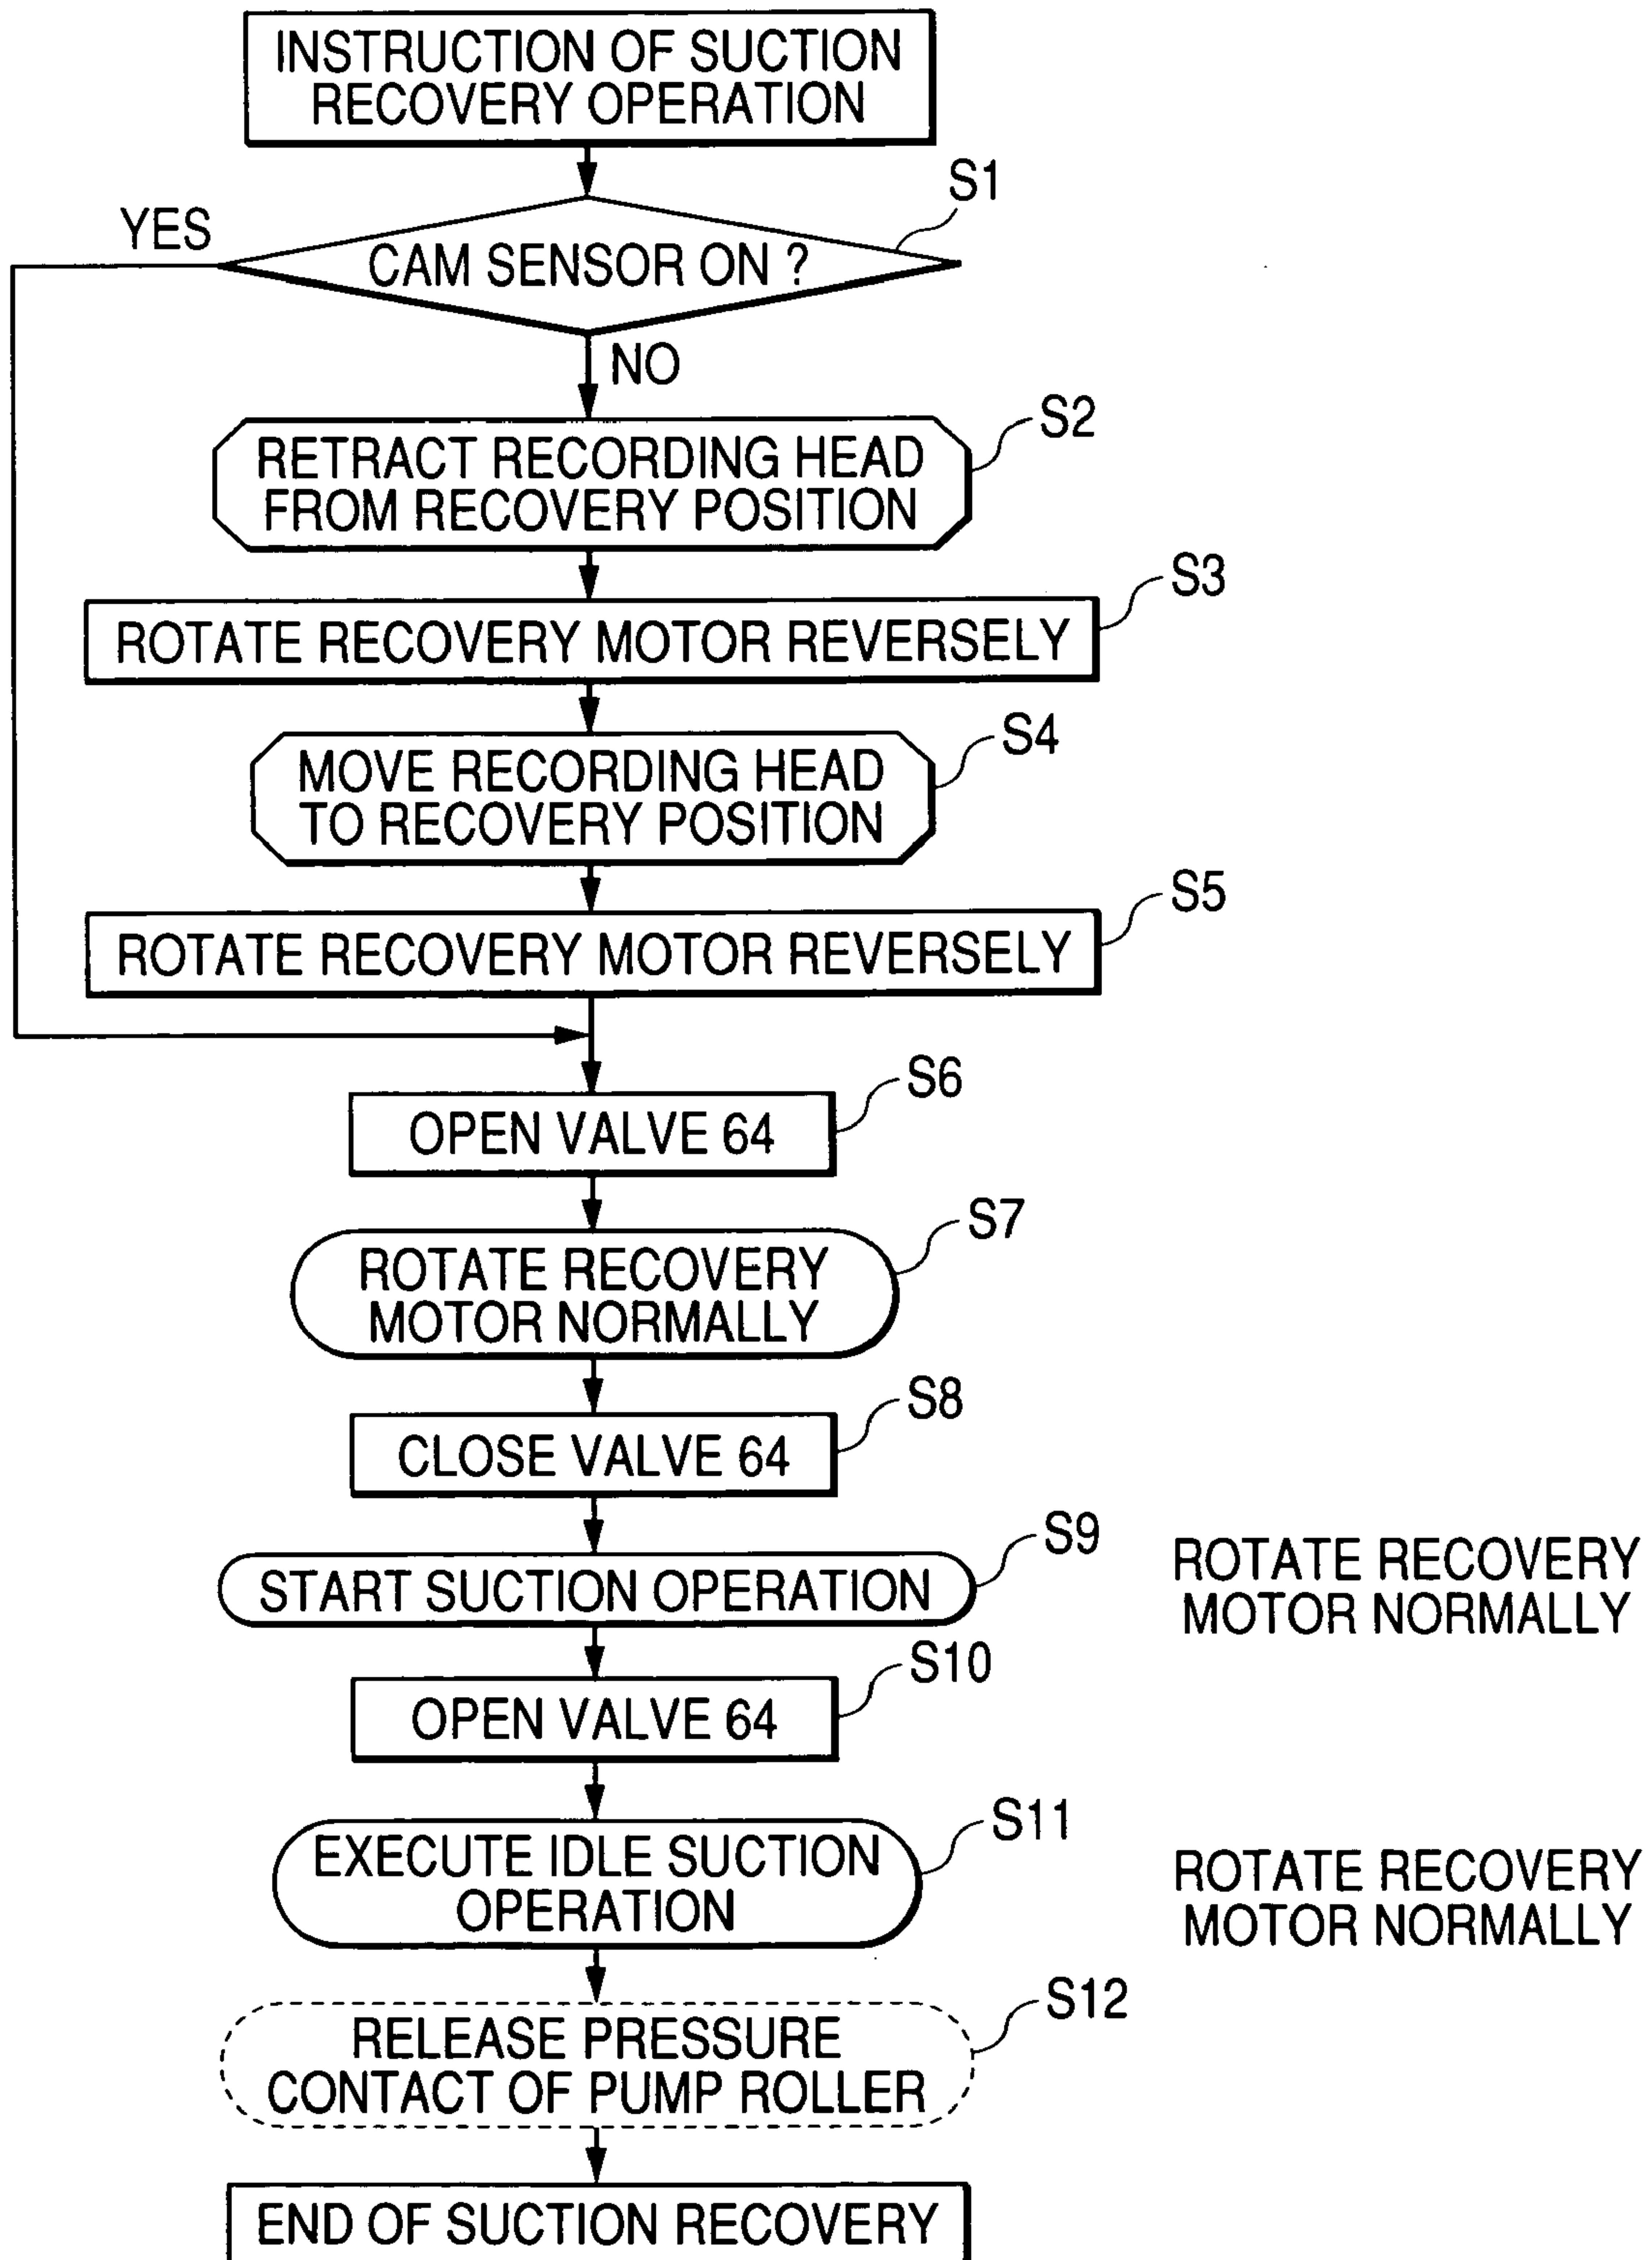 INSTRUCTION OF SUCTION
RECOVERY OPERATION
S1
YES
CAM SENSOR ON ?
NO
S2
RETRACT RECORDING HEAD
FROM RECOVERY POSITION
S3
ROTATE RECOVERY MOTOR REVERSELY
S4
MOVE RECORDING HEAD
TO RECOVERY POSITION
S5
ROTATE RECOVERY MOTOR REVERSELY
S6
OPEN VALVE 64
S7
ROTATE RECOVERY
MOTOR NORMALLY
S8
CLOSE VALVE 64
S9
START SUCTION OPERATION
ROTATE RECOVERY
MOTOR NORMALLY
S10
OPEN VALVE 64
S11
EXECUTE IDLE SUCTION
OPERATION
ROTATE RECOVERY
MOTOR NORMALLY
S12
RELEASE PRESSURE
CONTACT OF PUMP ROLLER
END OF SUCTION RECOVERY